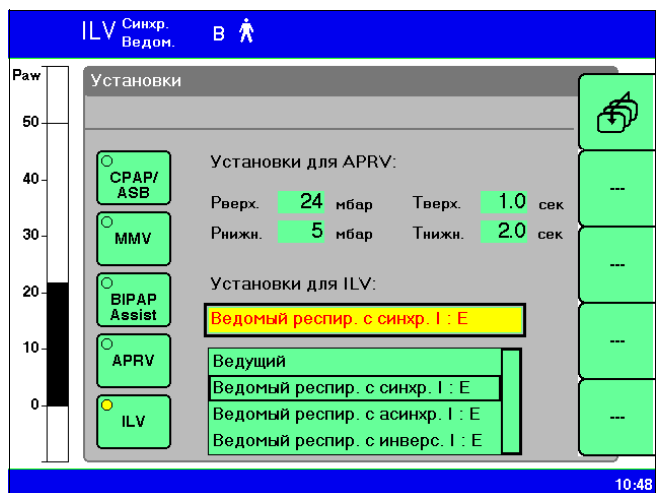 ILV Синхр. Ведом. В
Paw
50
40
30
20
10
0
Установки
Установки для APRV:
Pверх. 24 мбар Tверх. 1.0 сек
Pнижн. 5 мбар Tнижн. 2.0 сек
Установки для ILV:
Ведомый респир. с синхр. I : E
Ведущий
Ведомый респир. с синхр. I : E
Ведомый респир. с асинхр. I : E
Ведомый респир. с инверс. I : E
CPAP/
ASB
MMV
BIPAP
Assist
APRV
ILV
---
---
---
---
10:48